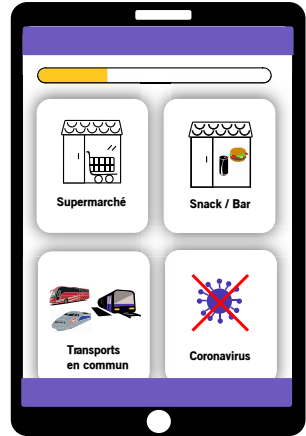 Supermarché
Snack / Bar
Transports
en commun
Coronavirus